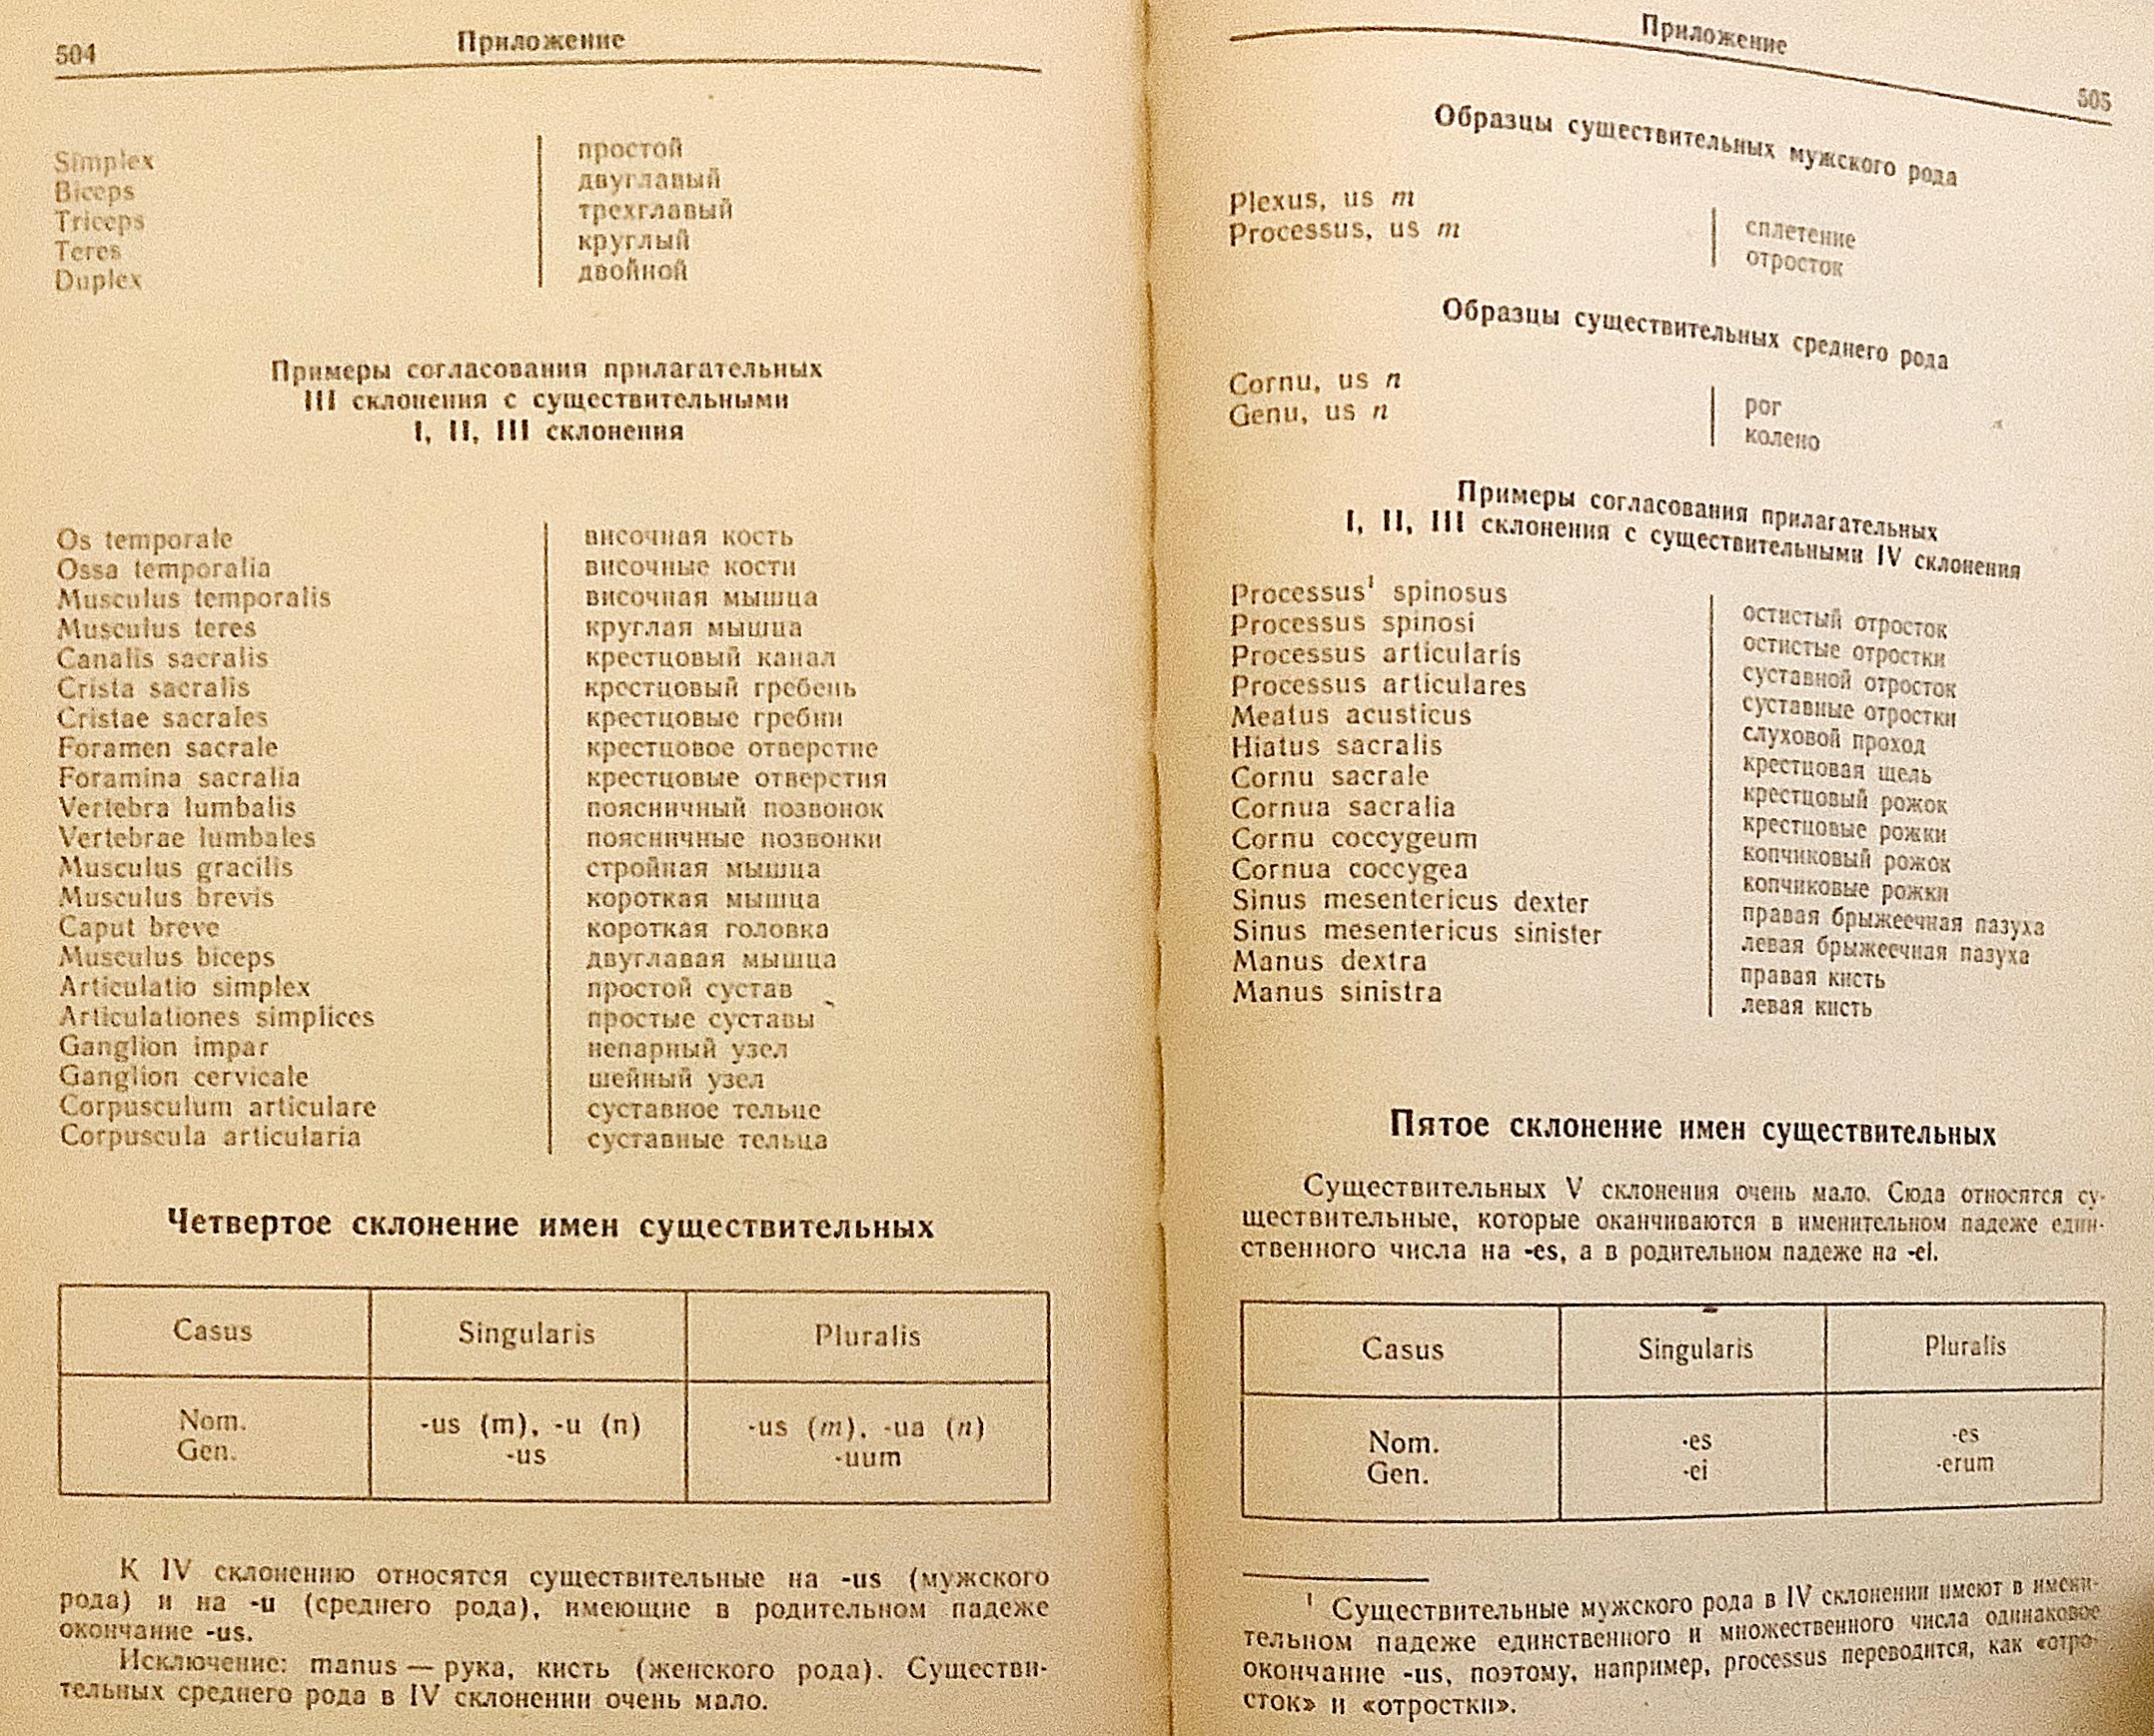 504
Приложение
Simplex
Biceps
Triceps
Teres
Duplex
простой
двуглавый
трехглавый
круглый
двойной
Примеры согласования прилагательных
III склонения с существительными
I, II, III склонения
Os temporale
Ossa temporalia
Musculus temporalis
Musculus teres
Canalis sacralis
Crista sacralis
Cristae sacrales
Foramen sacrale
Foramina sacralia
Vertebra lumbalis
Vertebrae lumbales
Musculus gracilis
Musculus brevis
Caput breve
Musculus biceps
Articulatio simplex
Articulationes simplices
Ganglion impar
Ganglion cervicale
Corpusculum articulare
Corpuscula articularia
височная кость
височные кости
височная мышца
круглая мышца
крестцовый канал
крестцовый гребень
крестцовые гребни
крестцовое отверстие
крестцовые отверстия
поясничный позвонок
поясничные позвонки
стройная мышца
короткая мышца
короткая головка
двуглавая мышца
простой сустав
простые суставы
непарный узел
шейный узел
суставное тельце
суставные тельца
Четвертое склонение имен существительных
Casus Singularis Pluralis
Nom. -us (m), -u (n) -us (m), -ua (n)
Gen. -us -uum
К IV склонению относятся существительные на -us (мужского
рода) и на -u (среднего рода), имеющие в родительном падеже
окончание -us.
Исключение: manus — рука, кисть (женского рода). Существи-
тельных среднего рода в IV склонении очень мало.
Приложение
505
Образцы существительных мужского рода
Plexus, us m
Processus, us m
сплетение
отросток
Образцы существительных среднего рода
Cornu, us n
Genu, us n
рог
колено
Примеры согласования прилагательных
I, II, III склонения с существительными IV склонения
Processus¹ spinosus
Processus spinosi
Processus articularis
Processus articulares
Meatus acusticus
Hiatus sacralis
Cornu sacrale
Cornua sacralia
Cornu coccygeum
Cornua coccygea
Sinus mesentericus dexter
Sinus mesentericus sinister
Manus dextra
Manus sinistra
остистый отросток
остистые отростки
суставной отросток
суставные отростки
слуховой проход
крестцовая щель
крестцовый рожок
крестцовые рожки
копчиковый рожок
копчиковые рожки
правая брыжеечная пазуха
левая брыжеечная пазуха
правая кисть
левая кисть
Пятое склонение имен существительных
Существительных V склонения очень мало. Сюда относятся су-
ществительные, которые оканчиваются в именительном падеже един-
ственного числа на -es, а в родительном падеже на -ei.
Casus Singularis Pluralis
Nom. -es -es
Gen. -ei -erum
¹ Существительные мужского рода в IV склонении имеют в имени-
тельном падеже единственного и множественного числа одинаковое
окончание -us, поэтому, например, processus переводится, как «отро-
сток» и «отростки».